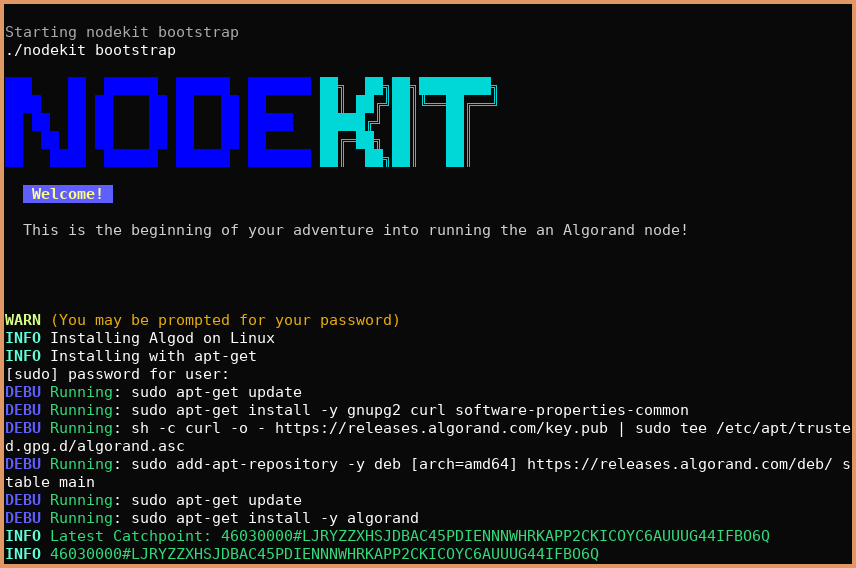 Starting nodekit bootstrap
./nodekit bootstrap
NODEKIT
Welcome!
This is the beginning of your adventure into running the an Algorand node!
WARN (You may be prompted for your password)
INFO Installing Algod on Linux
INFO Installing with apt-get
[sudo] password for user:
DEBU Running: sudo apt-get update
DEBU Running: sudo apt-get install -y gnupg2 curl software-properties-common
DEBU Running: sh -c curl -o - https://releases.algorand.com/key.pub | sudo tee /etc/apt/truste
d.gpg.d/algorand.asc
DEBU Running: sudo add-apt-repository -y deb [arch=amd64] https://releases.algorand.com/deb/ s
table main
DEBU Running: sudo apt-get update
DEBU Running: sudo apt-get install -y algorand
INFO Latest Catchpoint: 46030000#LJRYZZXHSJDBAC45PDIENNNWHRKAPP2CKICOYC6AUUUG44IFBO6Q
INFO 46030000#LJRYZZXHSJDBAC45PDIENNNWHRKAPP2CKICOYC6AUUUG44IFBO6Q